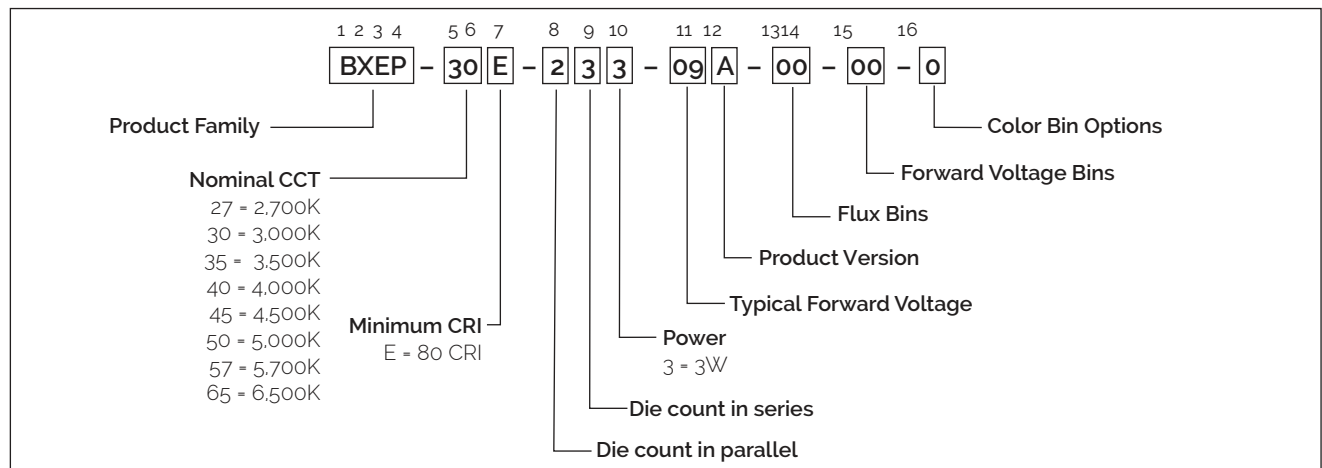 1 2 3 4 5 6 7 8 9 10 11 12 1314 15 16
BXEP – 30 E – 2 3 3 – 09 A – 00 – 00 – 0
Product Family
Color Bin Options
Nominal CCT
27 = 2,700K
30 = 3,000K
35 = 3,500K
40 = 4,000K
45 = 4,500K
50 = 5,000K
57 = 5,700K
65 = 6,500K
Forward Voltage Bins
Flux Bins
Product Version
Typical Forward Voltage
Minimum CRI
E = 80 CRI
Power
3 = 3W
Die count in series
Die count in parallel